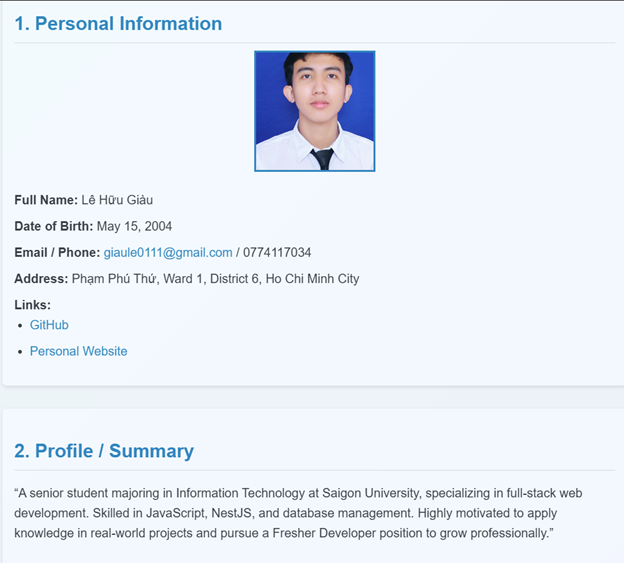 1. Personal Information
Full Name: Lê Hữu Giàu
Date of Birth: May 15, 2004
Email / Phone: giaule0111@gmail.com / 0774117034
Address: Phạm Phú Thứ, Ward 1, District 6, Ho Chi Minh City
Links:
• GitHub
• Personal Website
2. Profile / Summary
“A senior student majoring in Information Technology at Saigon University, specializing in full-stack web
development. Skilled in JavaScript, NestJS, and database management. Highly motivated to apply
knowledge in real-world projects and pursue a Fresher Developer position to grow professionally.”